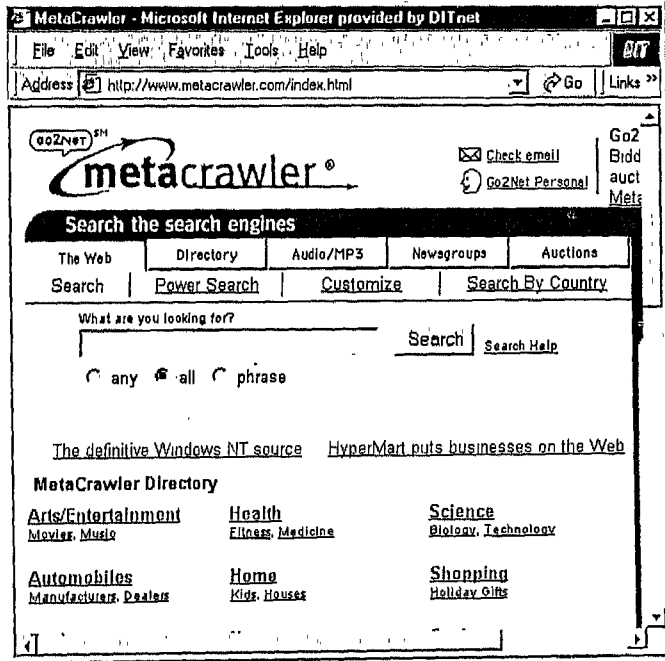 MetaCrawler - Microsoft Internet Explorer provided by DITnet
File Edit View Favorites Tools Help
Address http://www.metacrawler.com/index.html Go Links »
GO2NET SM
metacrawler ®
Check email
Go2Net Personal
Go2
Bidd
auct
Meta
Search the search engines
The Web Directory Audio/MP3 Newsgroups Auctions
Search Power Search Customize Search By Country
What are you looking for?
Search Search Help
any all phrase
The definitive Windows NT source HyperMart puts businesses on the Web
MetaCrawler Directory
Arts/Entertainment Health Science
Movies, Music Fitness, Medicine Biology, Technology
Automobiles Home Shopping
Manufacturers, Dealers Kids, Houses Holiday Gifts